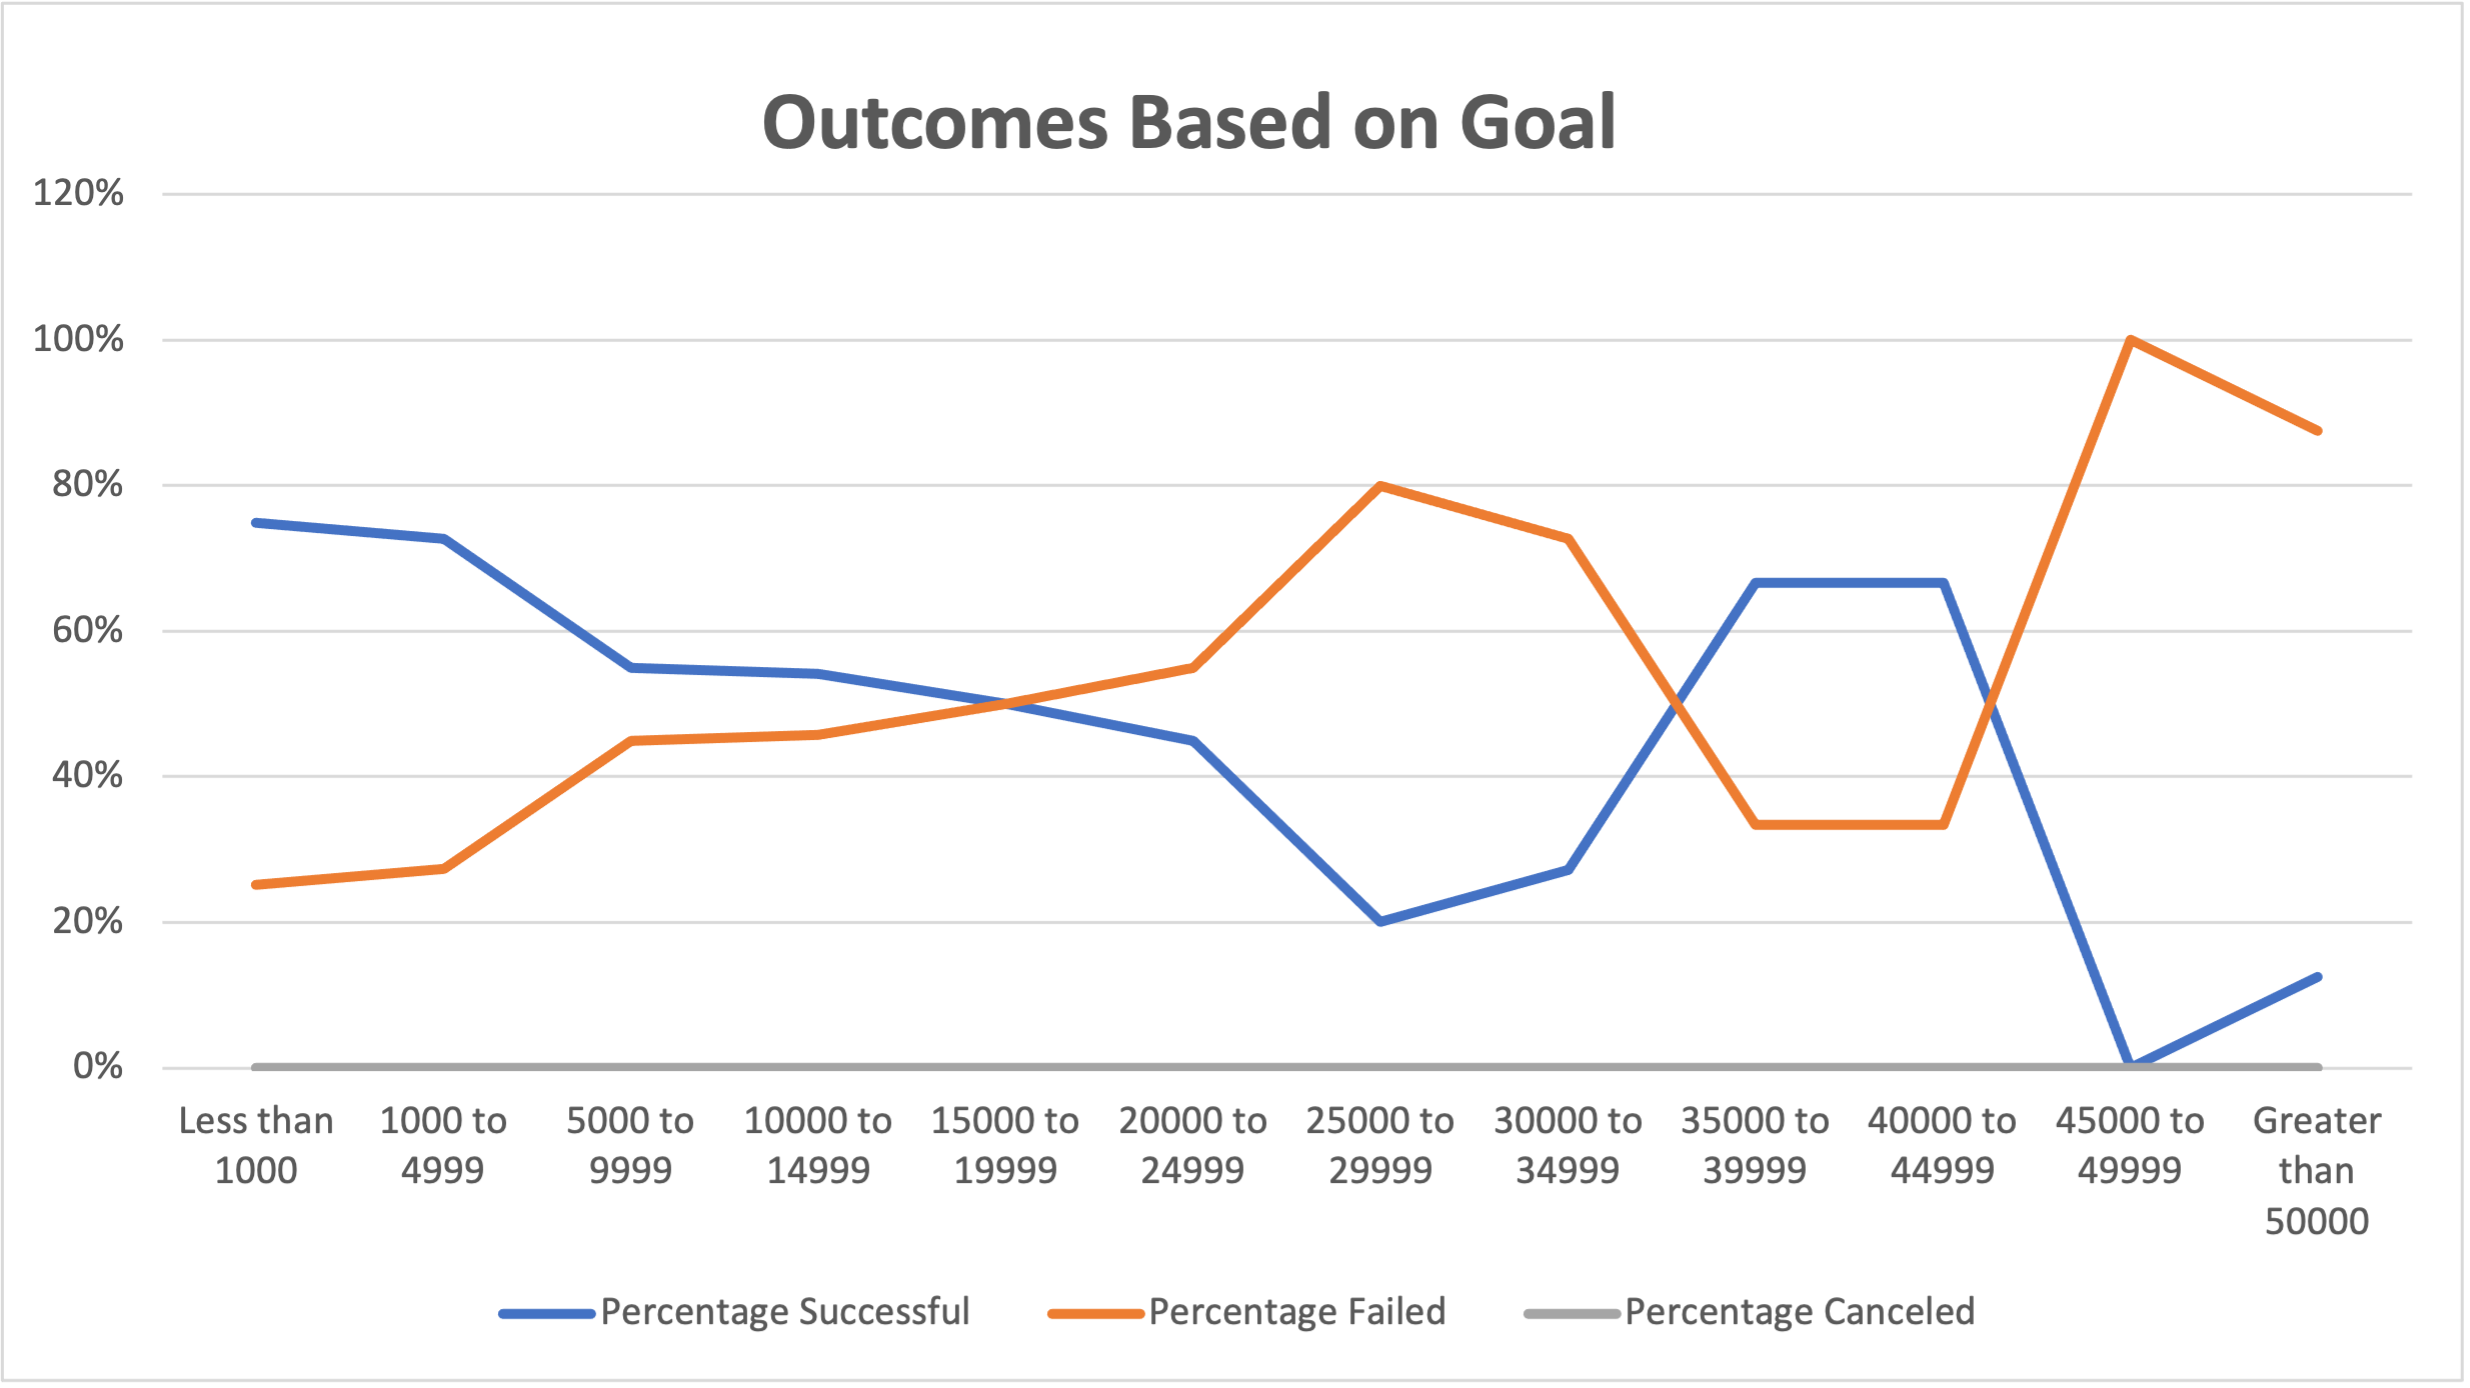 Outcomes Based on Goal
120%
100%
80%
60%
40%
20%
0%
Less than 1000 to 5000 to 10000 to 15000 to 20000 to 25000 to 30000 to 35000 to 40000 to 45000 to Greater
1000 4999 9999 14999 19999 24999 29999 34999 39999 44999 49999 than
50000
Percentage Successful Percentage Failed Percentage Canceled